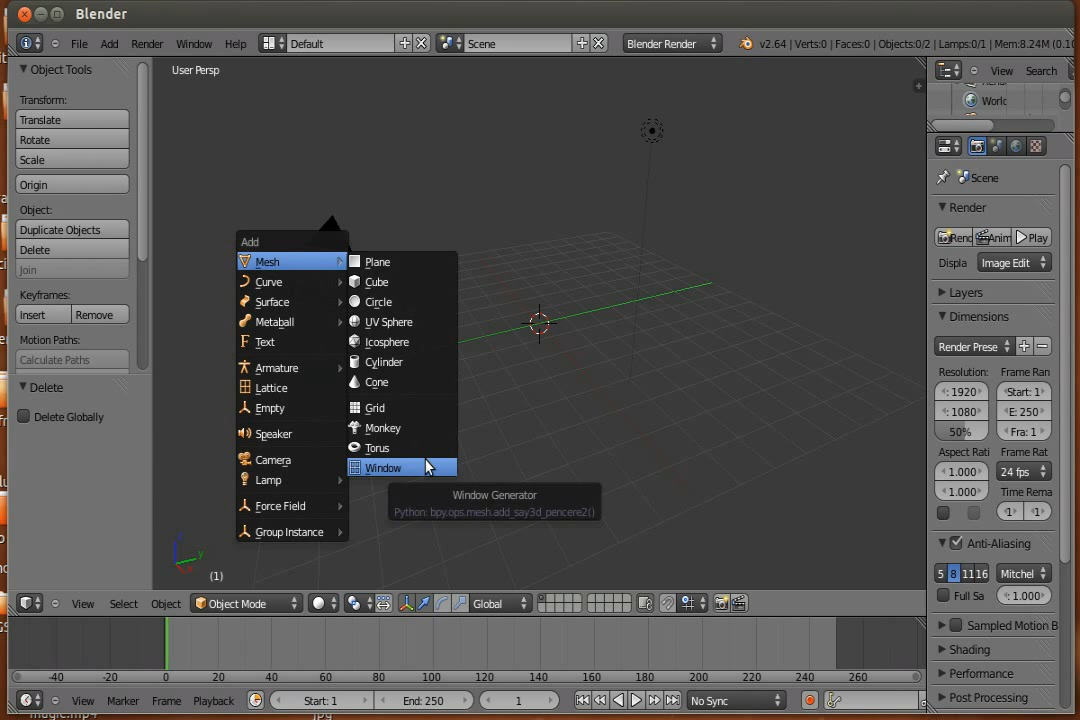 Blender
File Add Render Window Help Default Scene Blender Render v2.64 | Verts:0 | Faces:0 | Objects:0/2 | Lamps:0/1 | Mem:8.24M (0.10
Object Tools
Transform:
Translate
Rotate
Scale
Origin
Object:
Duplicate Objects
Delete
Join
Keyframes:
Insert Remove
Motion Paths:
Calculate Paths
Delete
Delete Globally
User Persp
Add
Mesh
Curve
Surface
Metaball
Text
Armature
Lattice
Empty
Speaker
Camera
Lamp
Force Field
Group Instance
Plane
Cube
Circle
UV Sphere
Icosphere
Cylinder
Cone
Grid
Monkey
Torus
Window
Window Generator
Python: bpy.ops.mesh.add_say3d_pencere2()
(1)
View Select Object Object Mode Global
-40 -20 0 20 40 60 80 100 120 140 160 180 200 220 240 260
View Marker Frame Playback Start: 1 End: 250 1 No Sync
View Search
World
Scene
Render
Rend Anim Play
Displa Image Edit
Layers
Dimensions
Render Prese
Resolution: Frame Ran
: 1920 Start: 1
: 1080 E: 250
50% Fra: 1
Aspect Rati Frame Rat
: 1.000 24 fps
: 1.000 Time Rema
1 1
Anti-Aliasing
5 8 11 16 Mitchel
Full Sa : 1.000
Sampled Motion B
Shading
Performance
Post Processing
magic.mp4 jpg